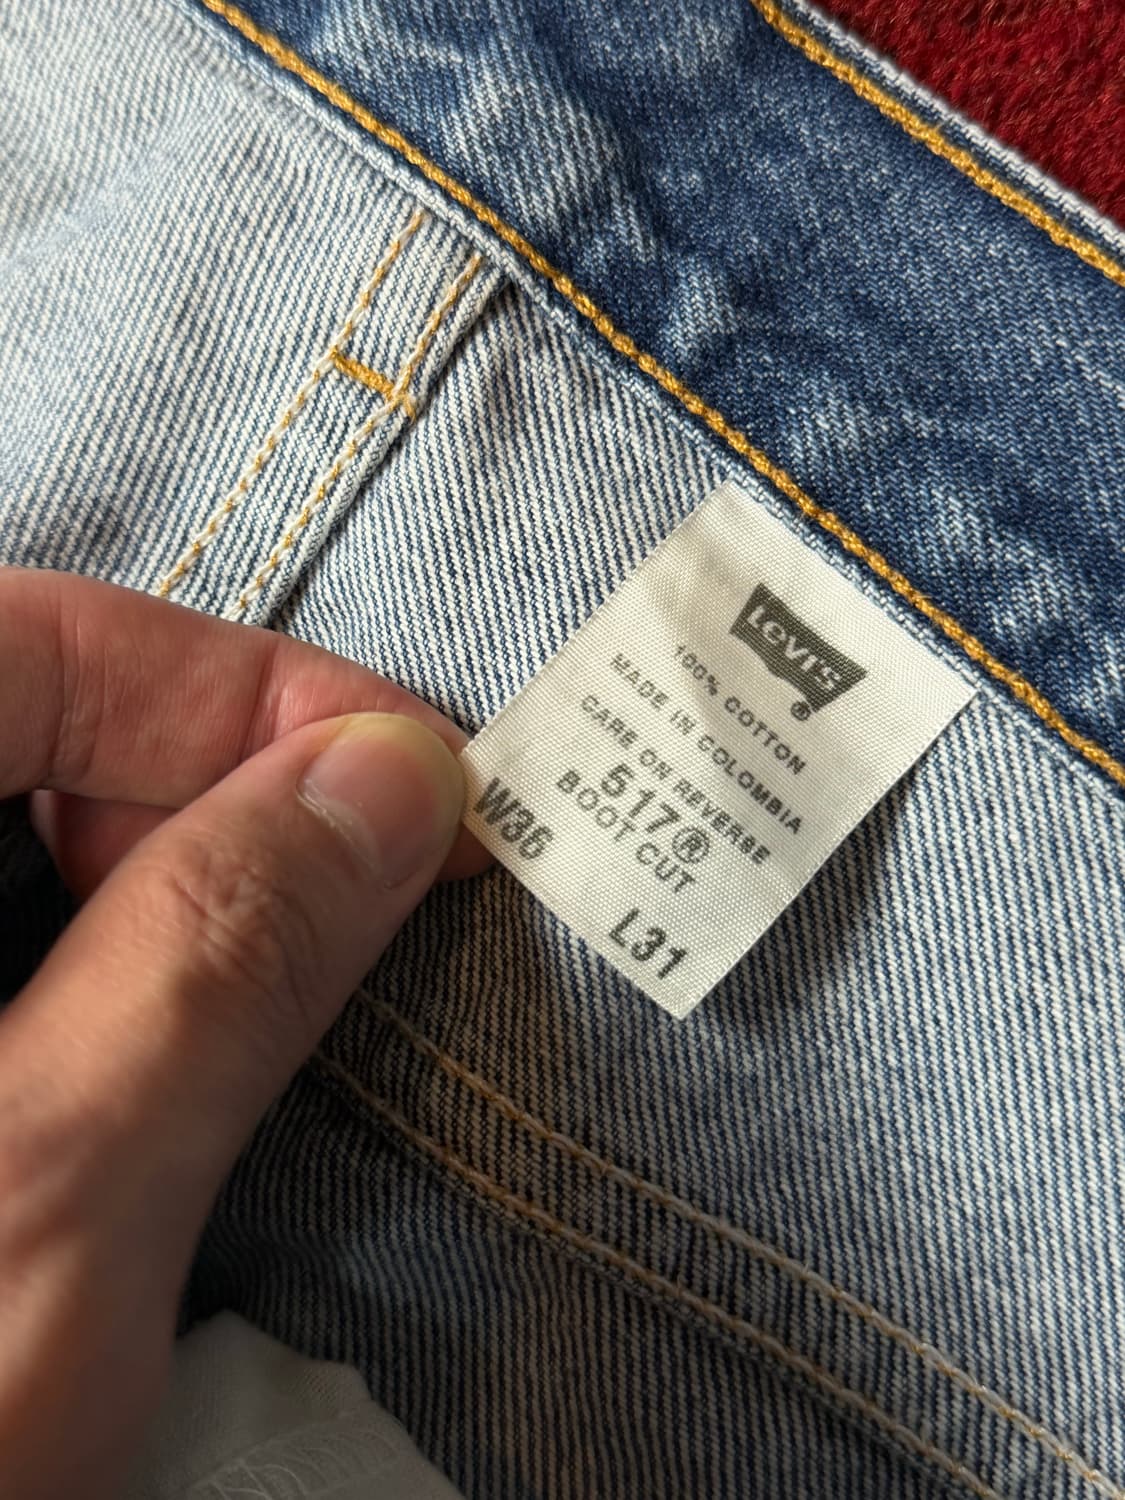 Levi's®
100% COTTON
MADE IN COLOMBIA
CARE ON REVERSE
517®
BOOT CUT
W36 L31